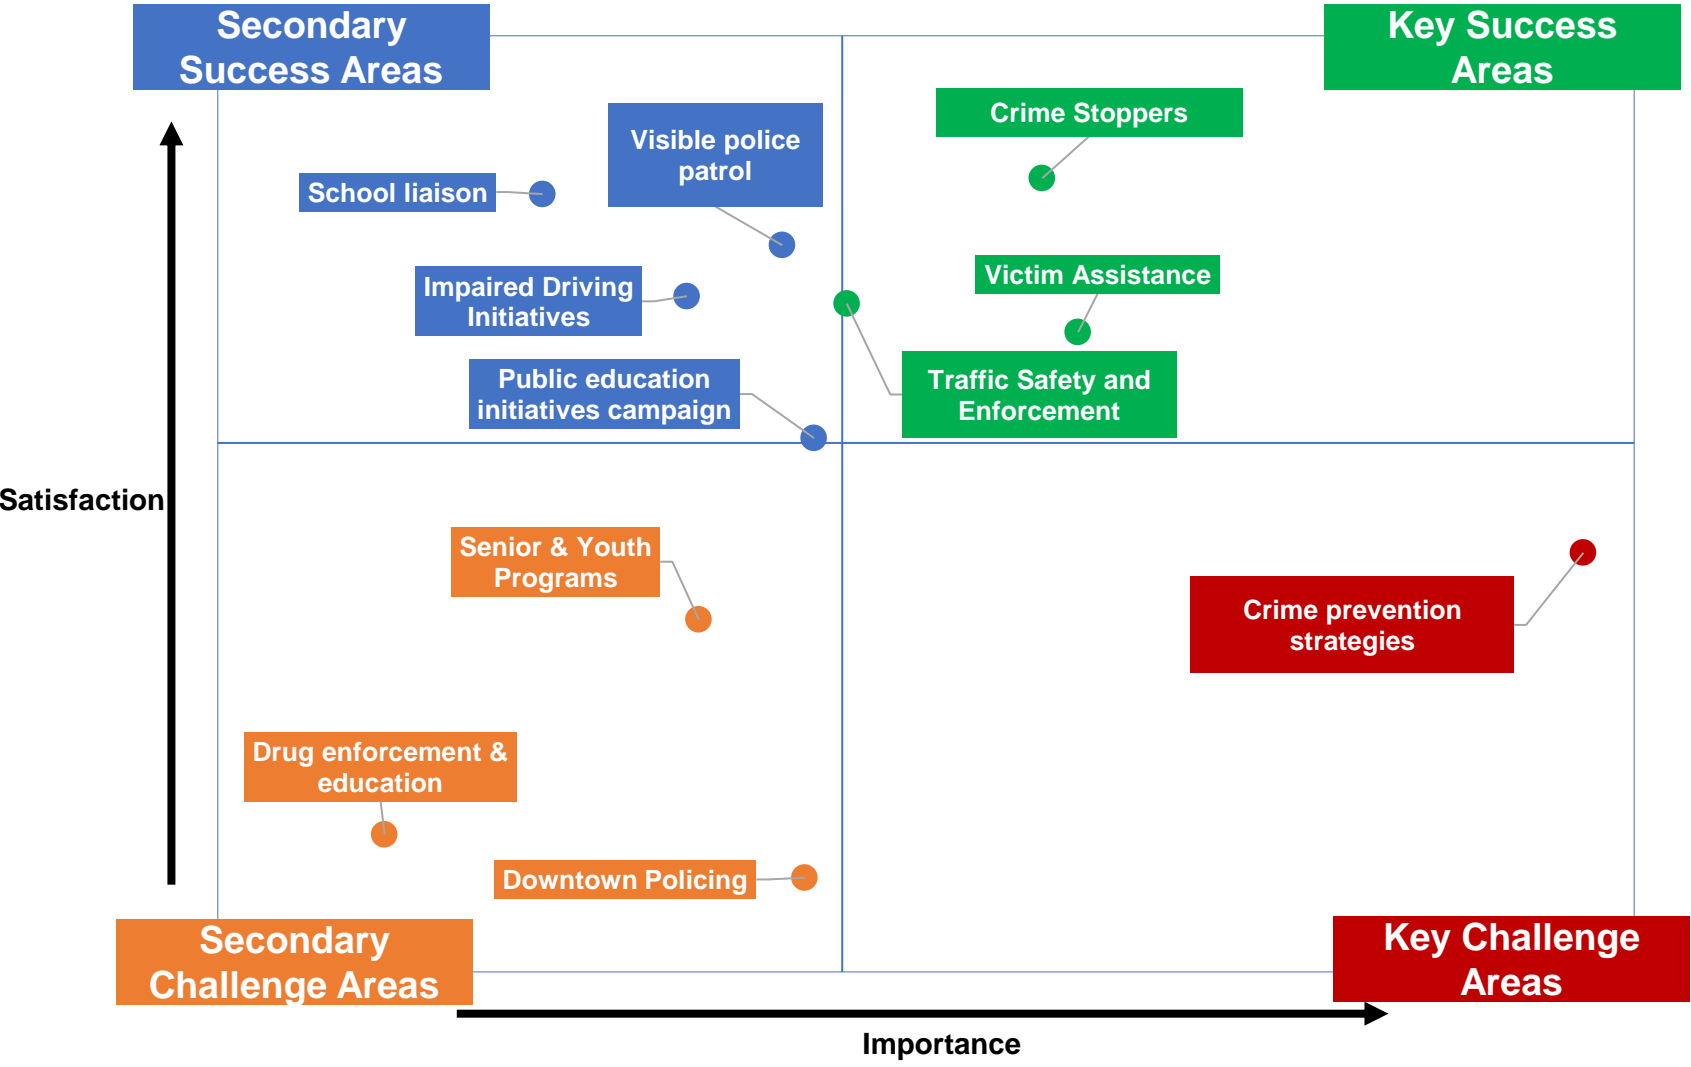 Secondary
Success Areas
Key Success
Areas
Crime Stoppers
Visible police
patrol
School liaison
Impaired Driving
Initiatives
Victim Assistance
Public education
initiatives campaign
Traffic Safety and
Enforcement
Satisfaction
Senior & Youth
Programs
Crime prevention
strategies
Drug enforcement &
education
Downtown Policing
Secondary
Challenge Areas
Key Challenge
Areas
Importance